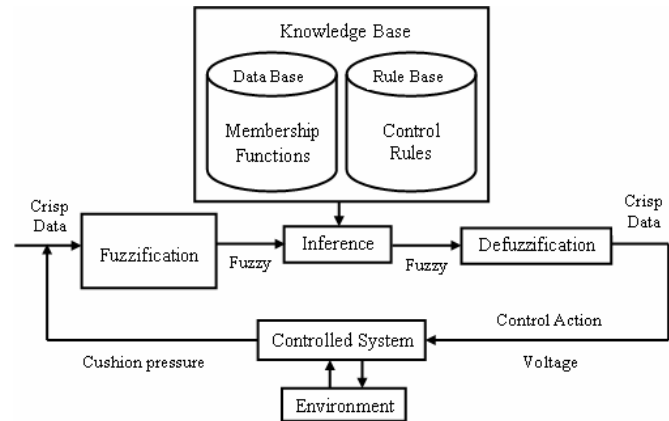 Knowledge Base
Data Base
Rule Base
Membership
Functions
Control
Rules
Crisp
Data
Crisp
Data
Fuzzification
Fuzzy
Inference
Fuzzy
Defuzzification
Control Action
Controlled System
Cushion pressure
Voltage
Environment